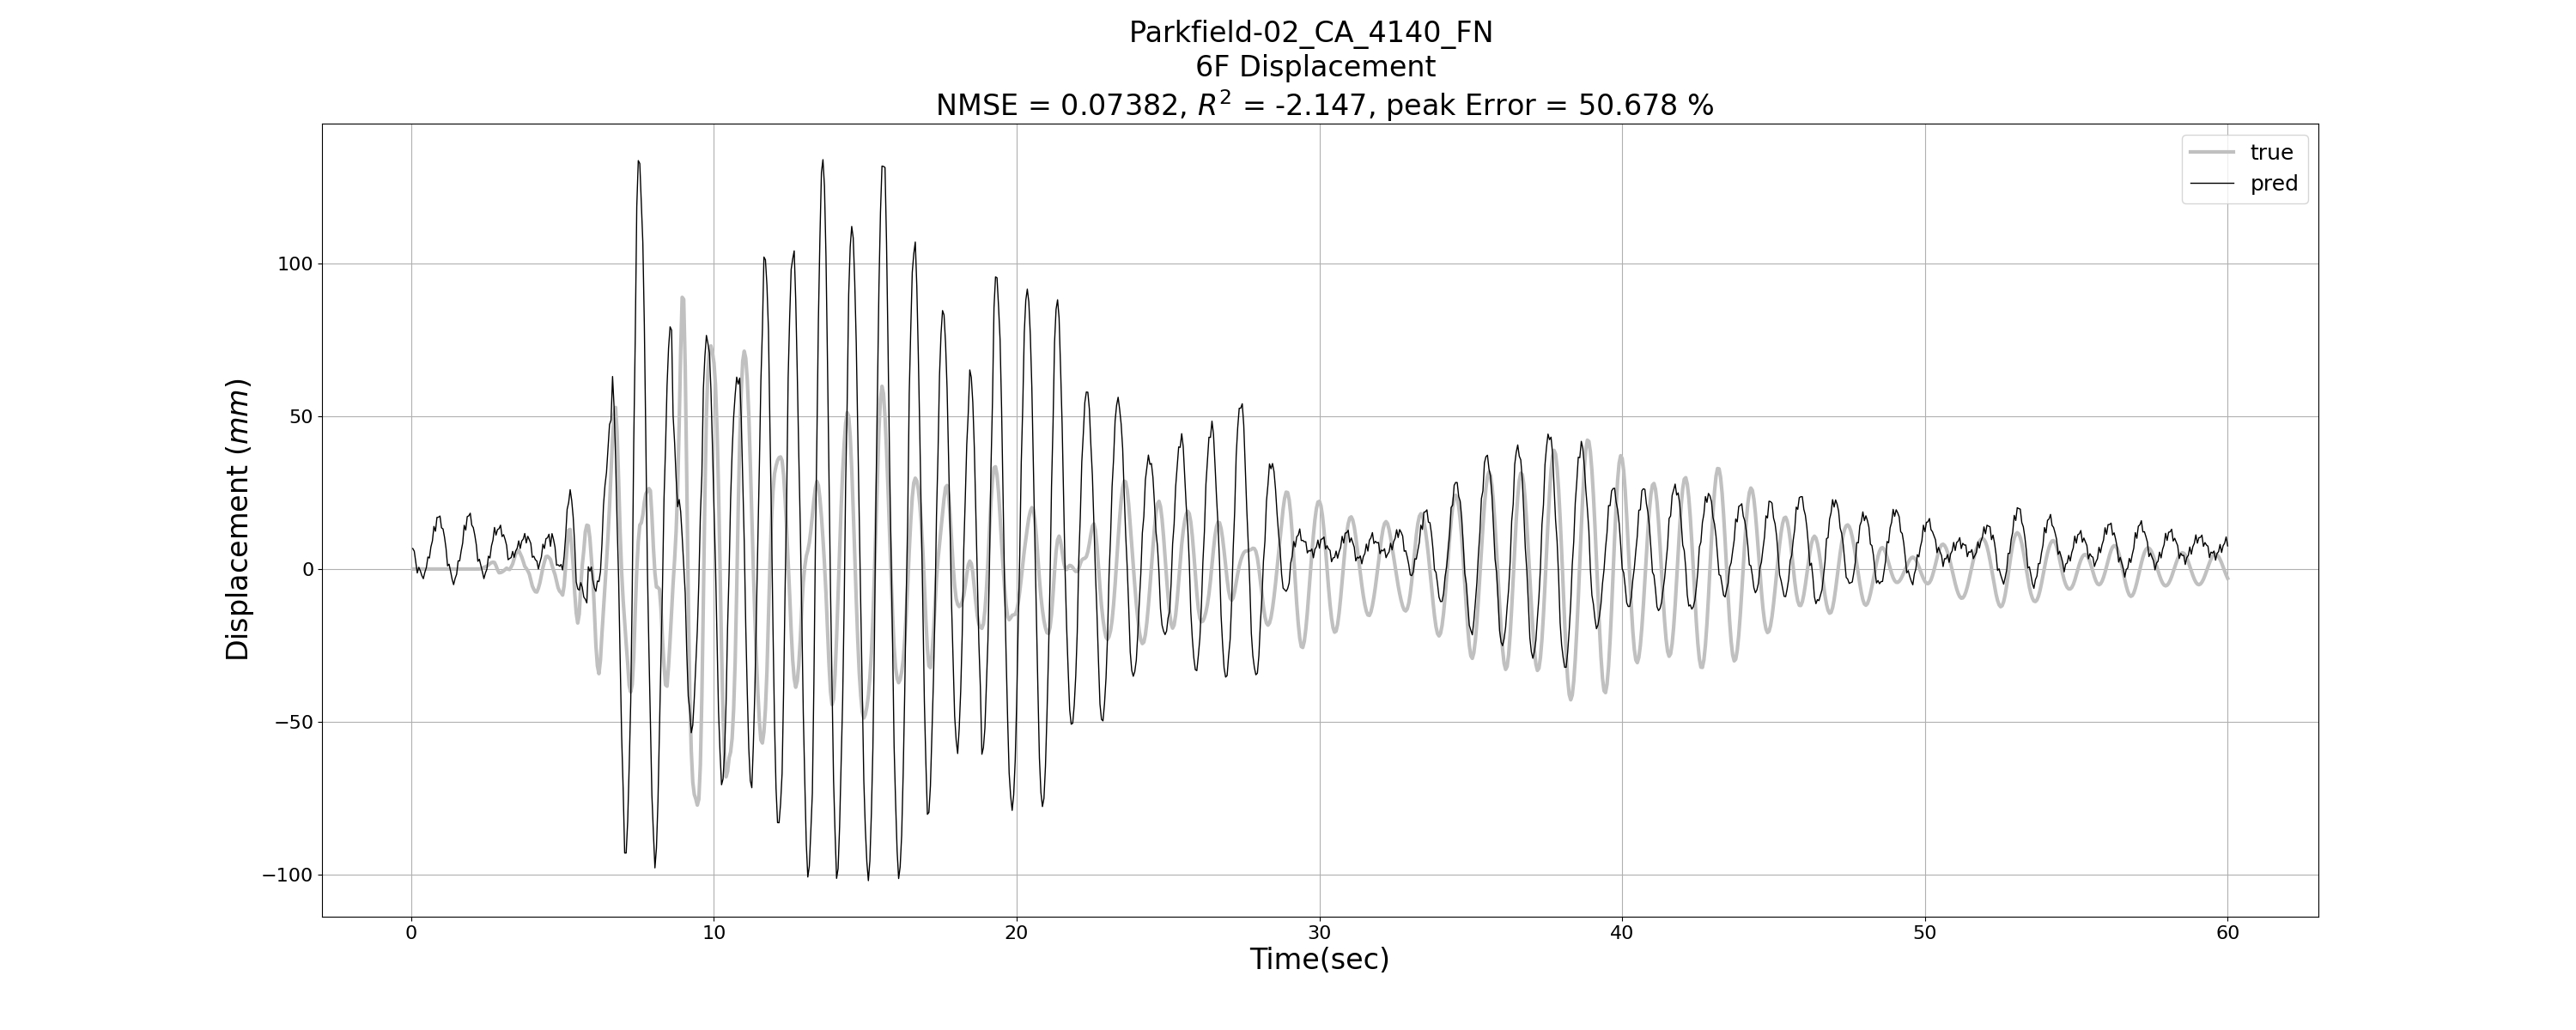 Parkfield-02_CA_4140_FN
6F Displacement
NMSE = 0.07382, R² = -2.147, peak Error = 50.678 %
true
pred
Displacement (mm)
100
50
0
−50
−100
0 10 20 30 40 50 60
Time(sec)